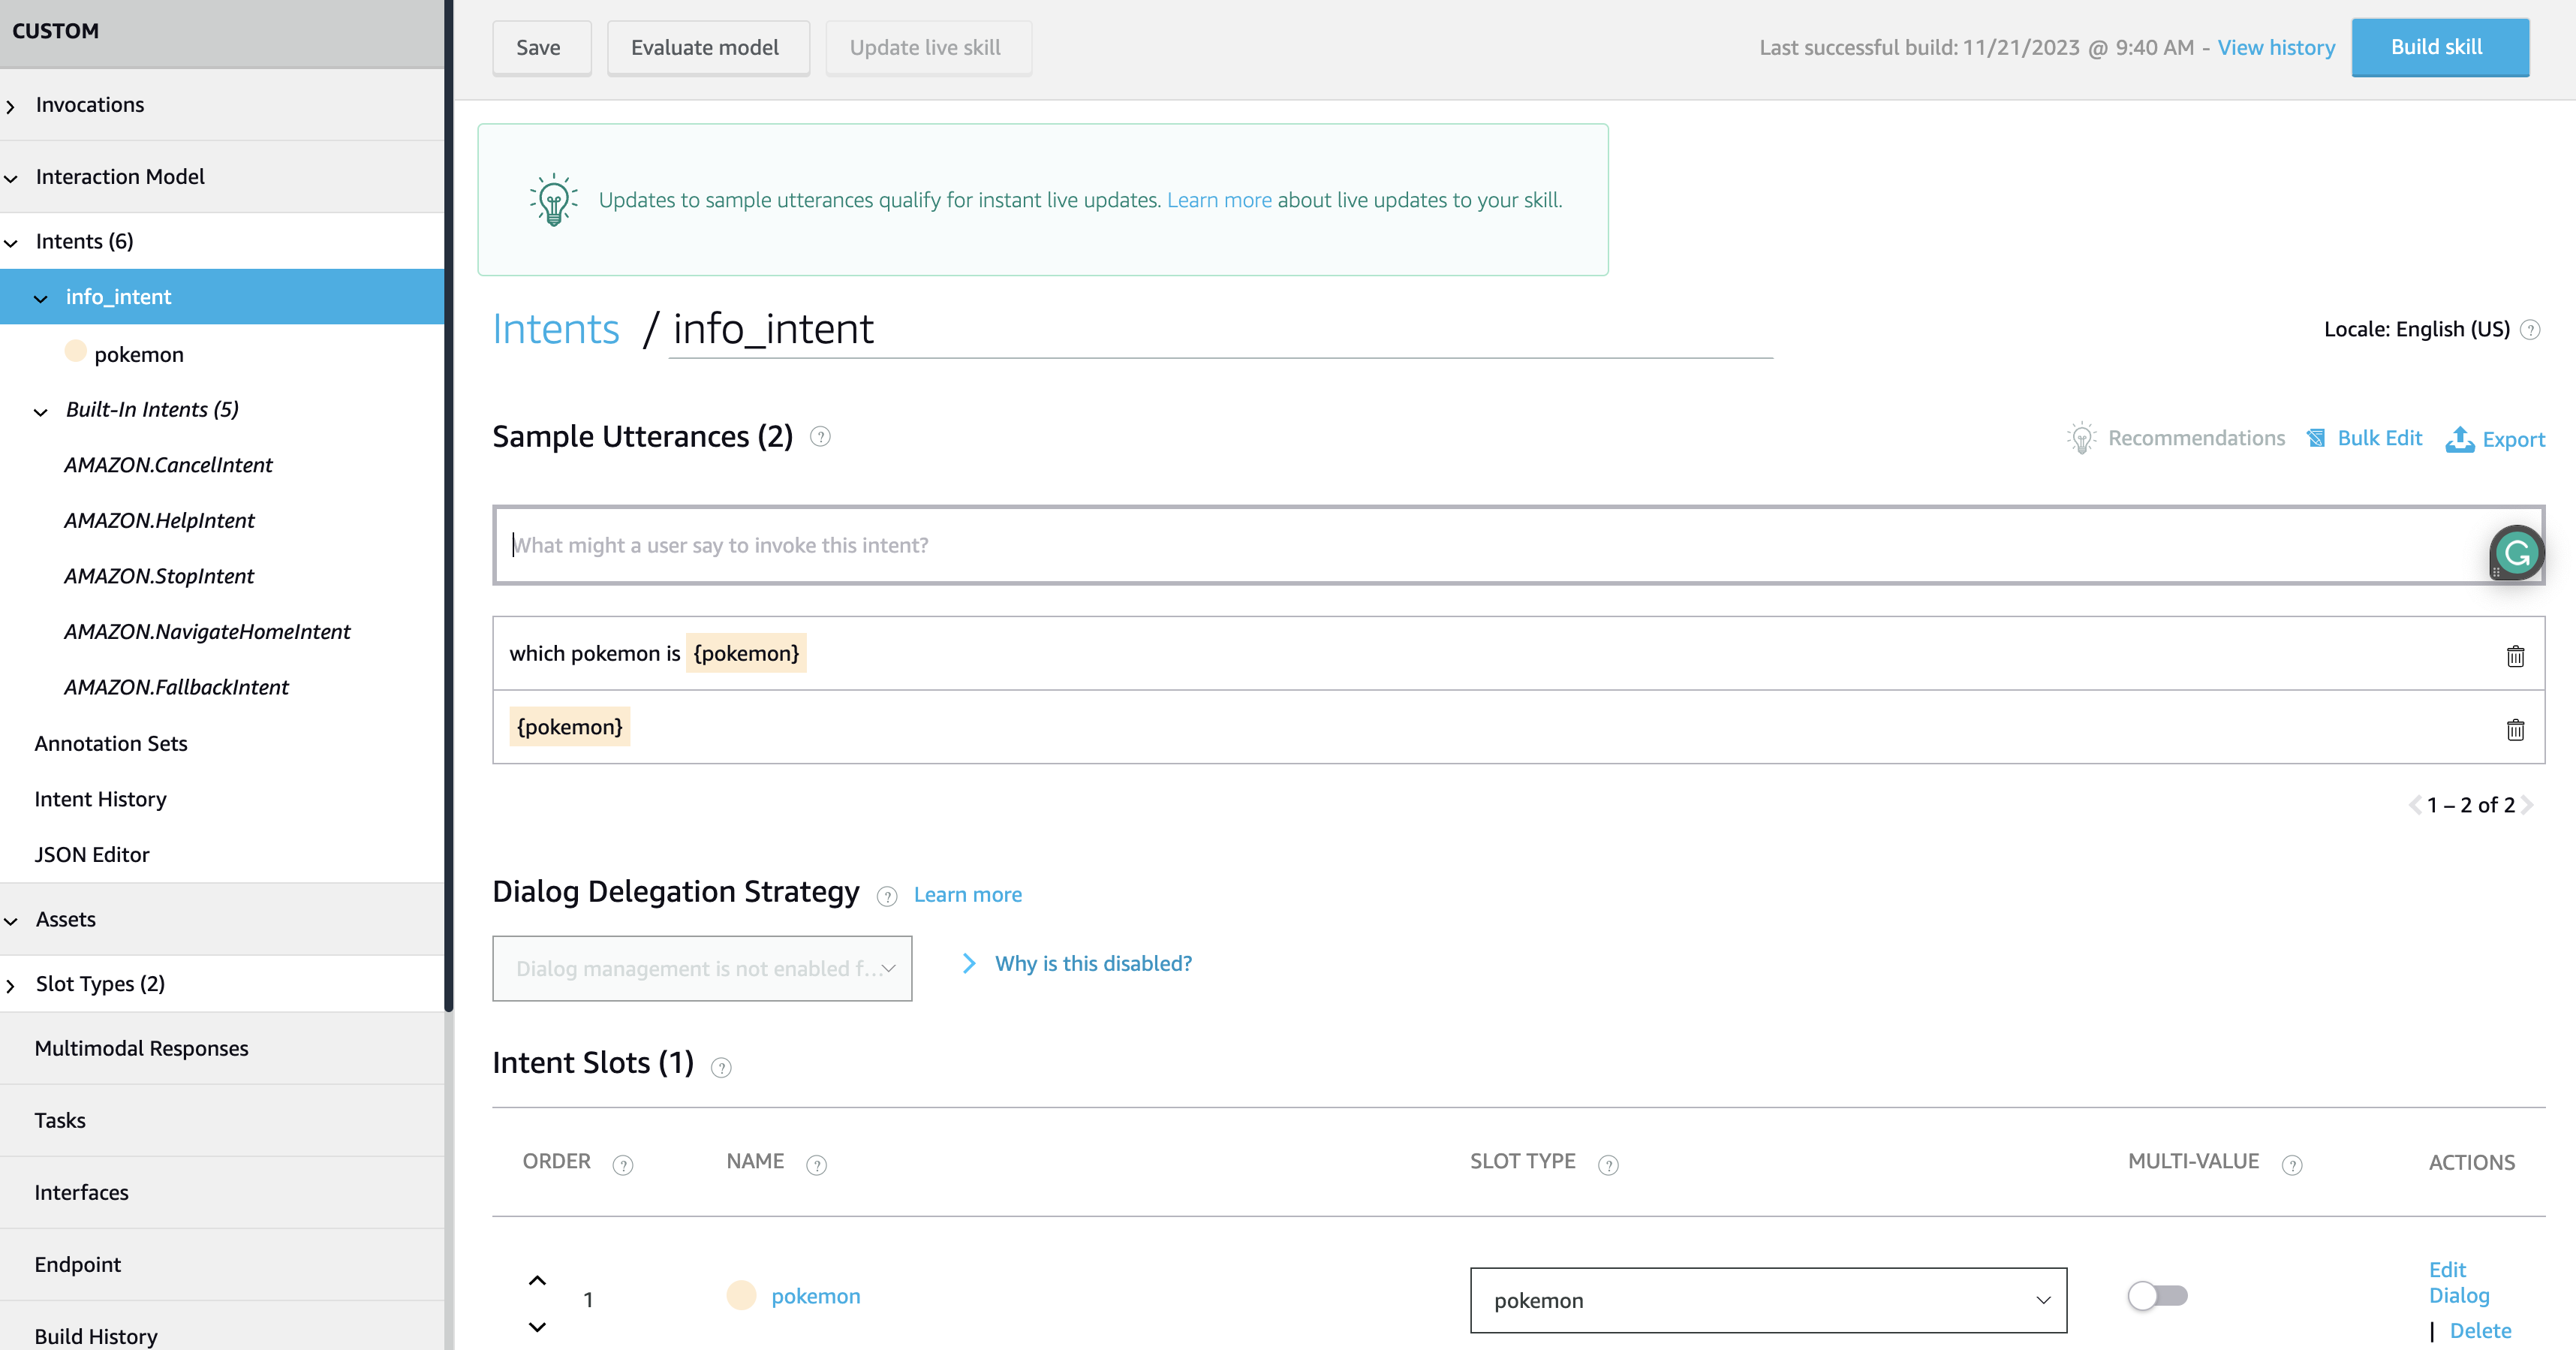 CUSTOM
Invocations
Interaction Model
Intents (6)
info_intent
pokemon
Built-In Intents (5)
AMAZON.CancelIntent
AMAZON.HelpIntent
AMAZON.StopIntent
AMAZON.NavigateHomeIntent
AMAZON.FallbackIntent
Annotation Sets
Intent History
JSON Editor
Assets
Slot Types (2)
Multimodal Responses
Tasks
Interfaces
Endpoint
Build History
Save
Evaluate model
Update live skill
Last successful build: 11/21/2023 @ 9:40 AM - View history
Build skill
Updates to sample utterances qualify for instant live updates. Learn more about live updates to your skill.
Intents / info_intent
Locale: English (US) ?
Sample Utterances (2) ?
Recommendations
Bulk Edit
Export
What might a user say to invoke this intent?
G
which pokemon is {pokemon}
{pokemon}
1 – 2 of 2
Dialog Delegation Strategy ? Learn more
Dialog management is not enabled f...
Why is this disabled?
Intent Slots (1) ?
ORDER ? NAME ? SLOT TYPE ? MULTI-VALUE ? ACTIONS
1 pokemon pokemon
Edit
Dialog
| Delete